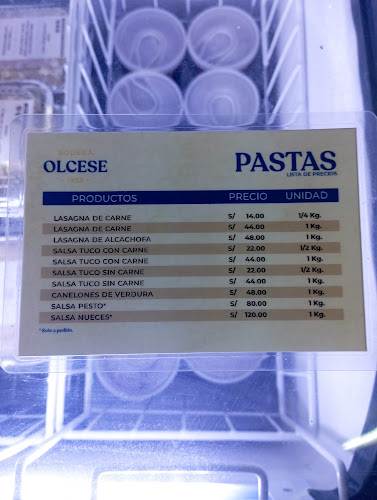 BODEGA
OLCESE
PASTAS
LISTA DE PRECIOS
PRODUCTOS PRECIO UNIDAD
LASAGNA DE CARNE S/ 14.00 1/4 Kg.
LASAGNA DE CARNE S/ 44.00 1 Kg.
LASAGNA DE ALCACHOFA S/ 48.00 1 Kg.
SALSA TUCO CON CARNE S/ 22.00 1/2 Kg.
SALSA TUCO CON CARNE S/ 44.00 1 Kg.
SALSA TUCO SIN CARNE S/ 22.00 1/2 Kg.
SALSA TUCO SIN CARNE S/ 44.00 1 Kg.
CANELONES DE VERDURA S/ 48.00 1 Kg.
SALSA PESTO* S/ 80.00 1 Kg.
SALSA NUECES* S/ 120.00 1 Kg.
*Solo a pedido.